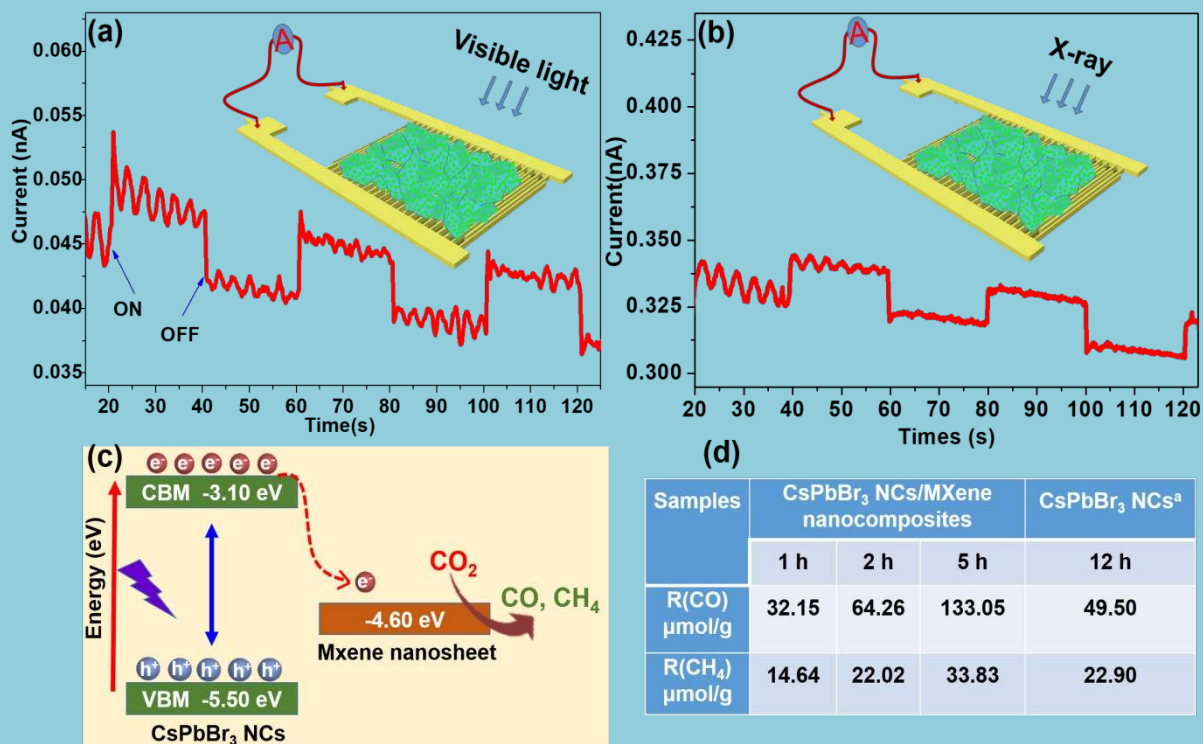 (a)
A
Visible light
0.060
0.055
0.050
0.045
0.040
0.035
Current (nA)
ON
OFF
20 30 40 50 60 70 80 90 100 110 120
Time(s)
(b)
A
X-ray
0.425
0.400
0.375
0.350
0.325
0.300
Current(nA)
20 30 40 50 60 70 80 90 100 110 120
Times (s)
(c)
Energy (eV)
e⁻ e⁻ e⁻ e⁻ e⁻
CBM -3.10 eV
e⁻
CO₂
CO, CH₄
-4.60 eV
Mxene nanosheet
h⁺ h⁺ h⁺ h⁺ h⁺
VBM -5.50 eV
CsPbBr₃ NCs
(d)
Samples
CsPbBr₃ NCs/MXene
nanocomposites
CsPbBr₃ NCsᵃ
1 h 2 h 5 h 12 h
R(CO)
µmol/g
32.15 64.26 133.05 49.50
R(CH₄)
µmol/g
14.64 22.02 33.83 22.90